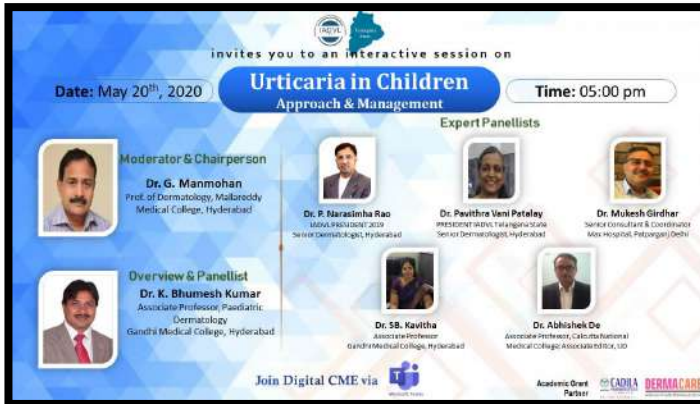 IADVL
invites you to an interactive session on
Date: May 20th, 2020
Urticaria in Children
Approach & Management
Time: 05:00 pm
Moderator & Chairperson
Dr. G. Manmohan
Prof. of Dermatology, Mallareddy
Medical College, Hyderabad
Overview & Panellist
Dr. K. Bhumesh Kumar
Associate Professor, Paediatric
Dermatology
Gandhi Medical College, Hyderabad
Expert Panellists
Dr. P. Narasimha Rao
IADVL PRESIDENT 2019
Senior Dermatologist, Hyderabad
Dr. Pavithra Vani Patalay
PRESIDENT IADVL Telangana State
Senior Dermatologist, Hyderabad
Dr. Mukesh Girdhar
Senior Consultant & Coordinator
Max Hospital, Patparganj Delhi
Dr. SB. Kavitha
Associate Professor
Gandhi Medical College, Hyderabad
Dr. Abhishek De
Associate Professor, Calcutta National
Medical College; Associate Editor, IJD
Join Digital CME via
Microsoft Teams
Academic Grant
Partner
CADILA
DERMACARE